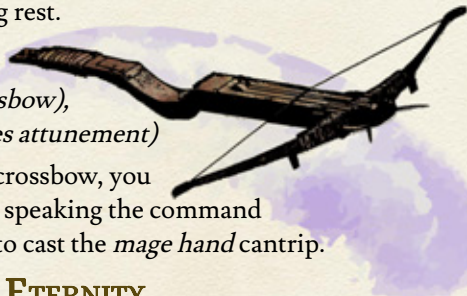 g rest.
sbow),
es attunement)
crossbow, you
speaking the command
to cast the mage hand cantrip.
ETERNITY